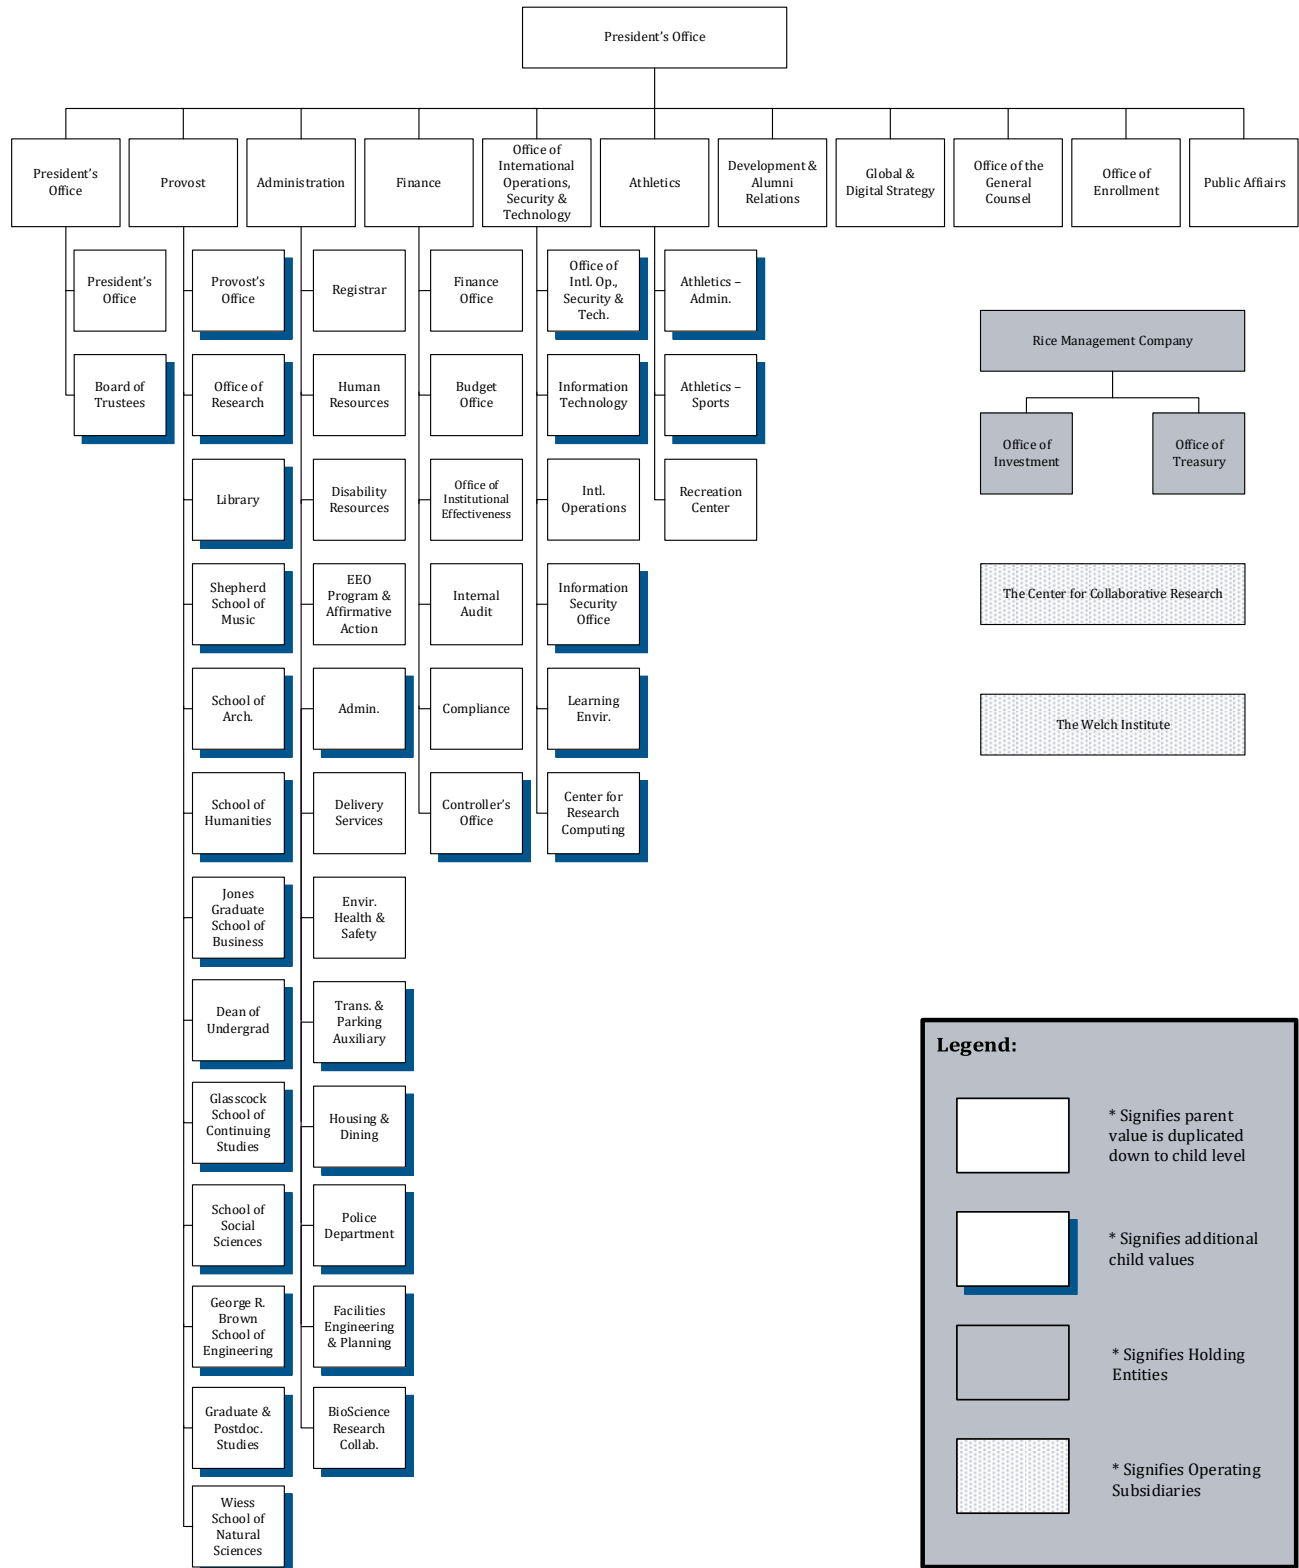 President's Office
President's
Office
Provost
Administration
Finance
Office of
International
Operations,
Security &
Technology
Athletics
Development &
Alumni
Relations
Global &
Digital Strategy
Office of the
General
Counsel
Office of
Enrollment
Public Affiairs
President's
Office
Board of
Trustees
Provost's
Office
Office of
Research
Library
Shepherd
School of
Music
School of
Arch.
School of
Humanities
Jones
Graduate
School of
Business
Dean of
Undergrad
Glasscock
School of
Continuing
Studies
School of
Social
Sciences
George R.
Brown
School of
Engineering
Graduate &
Postdoc.
Studies
Wiess
School of
Natural
Sciences
Registrar
Human
Resources
Disability
Resources
EEO
Program &
Affirmative
Action
Admin.
Delivery
Services
Envir.
Health &
Safety
Trans. &
Parking
Auxiliary
Housing &
Dining
Police
Department
Facilities
Engineering
& Planning
BioScience
Research
Collab.
Finance
Office
Budget
Office
Office of
Institutional
Effectiveness
Internal
Audit
Compliance
Controller's
Office
Office of
Intl. Op.,
Security &
Tech.
Information
Technology
Intl.
Operations
Information
Security
Office
Learning
Envir.
Center for
Research
Computing
Athletics –
Admin.
Athletics –
Sports
Recreation
Center
Rice Management Company
Office of
Investment
Office of
Treasury
The Center for Collaborative Research
The Welch Institute
Legend:
* Signifies parent
value is duplicated
down to child level
* Signifies additional
child values
* Signifies Holding
Entities
* Signifies Operating
Subsidiaries